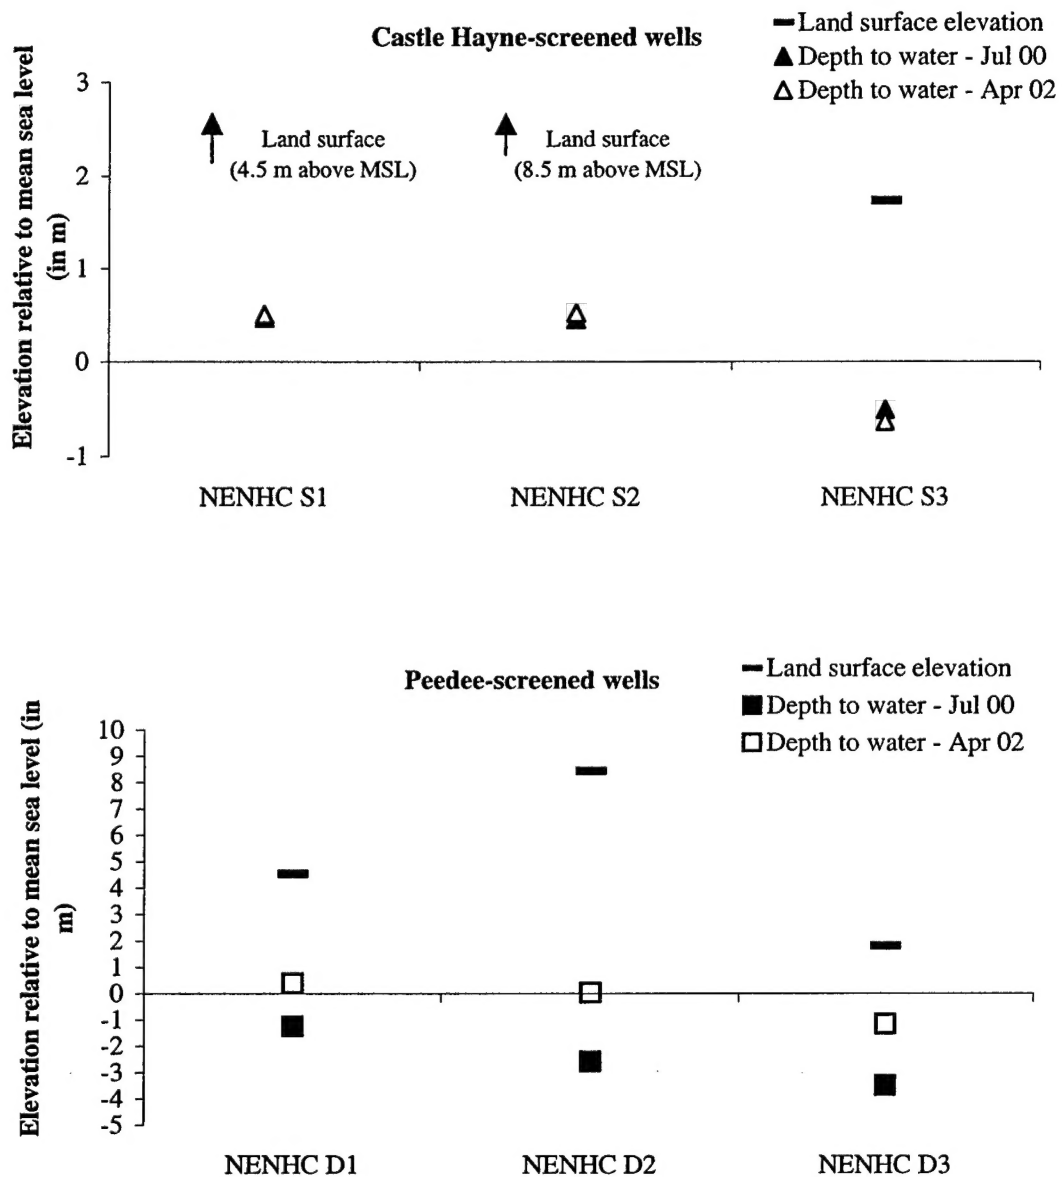 Castle Hayne-screened wells
Land surface elevation
Depth to water - Jul 00
Depth to water - Apr 02
Elevation relative to mean sea level
(in m)
3
2
1
0
-1
Land surface
(4.5 m above MSL)
Land surface
(8.5 m above MSL)
NENHC S1
NENHC S2
NENHC S3
Peedee-screened wells
Land surface elevation
Depth to water - Jul 00
Depth to water - Apr 02
Elevation relative to mean sea level (in
m)
10
9
8
7
6
5
4
3
2
1
0
-1
-2
-3
-4
-5
NENHC D1
NENHC D2
NENHC D3